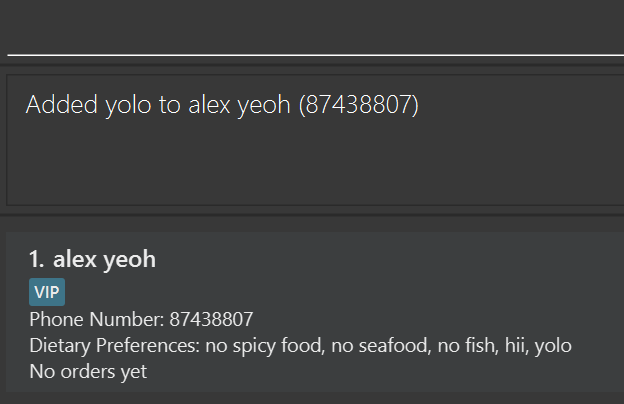 Added yolo to alex yeoh (87438807)
1. alex yeoh
VIP
Phone Number: 87438807
Dietary Preferences: no spicy food, no seafood, no fish, hii, yolo
No orders yet